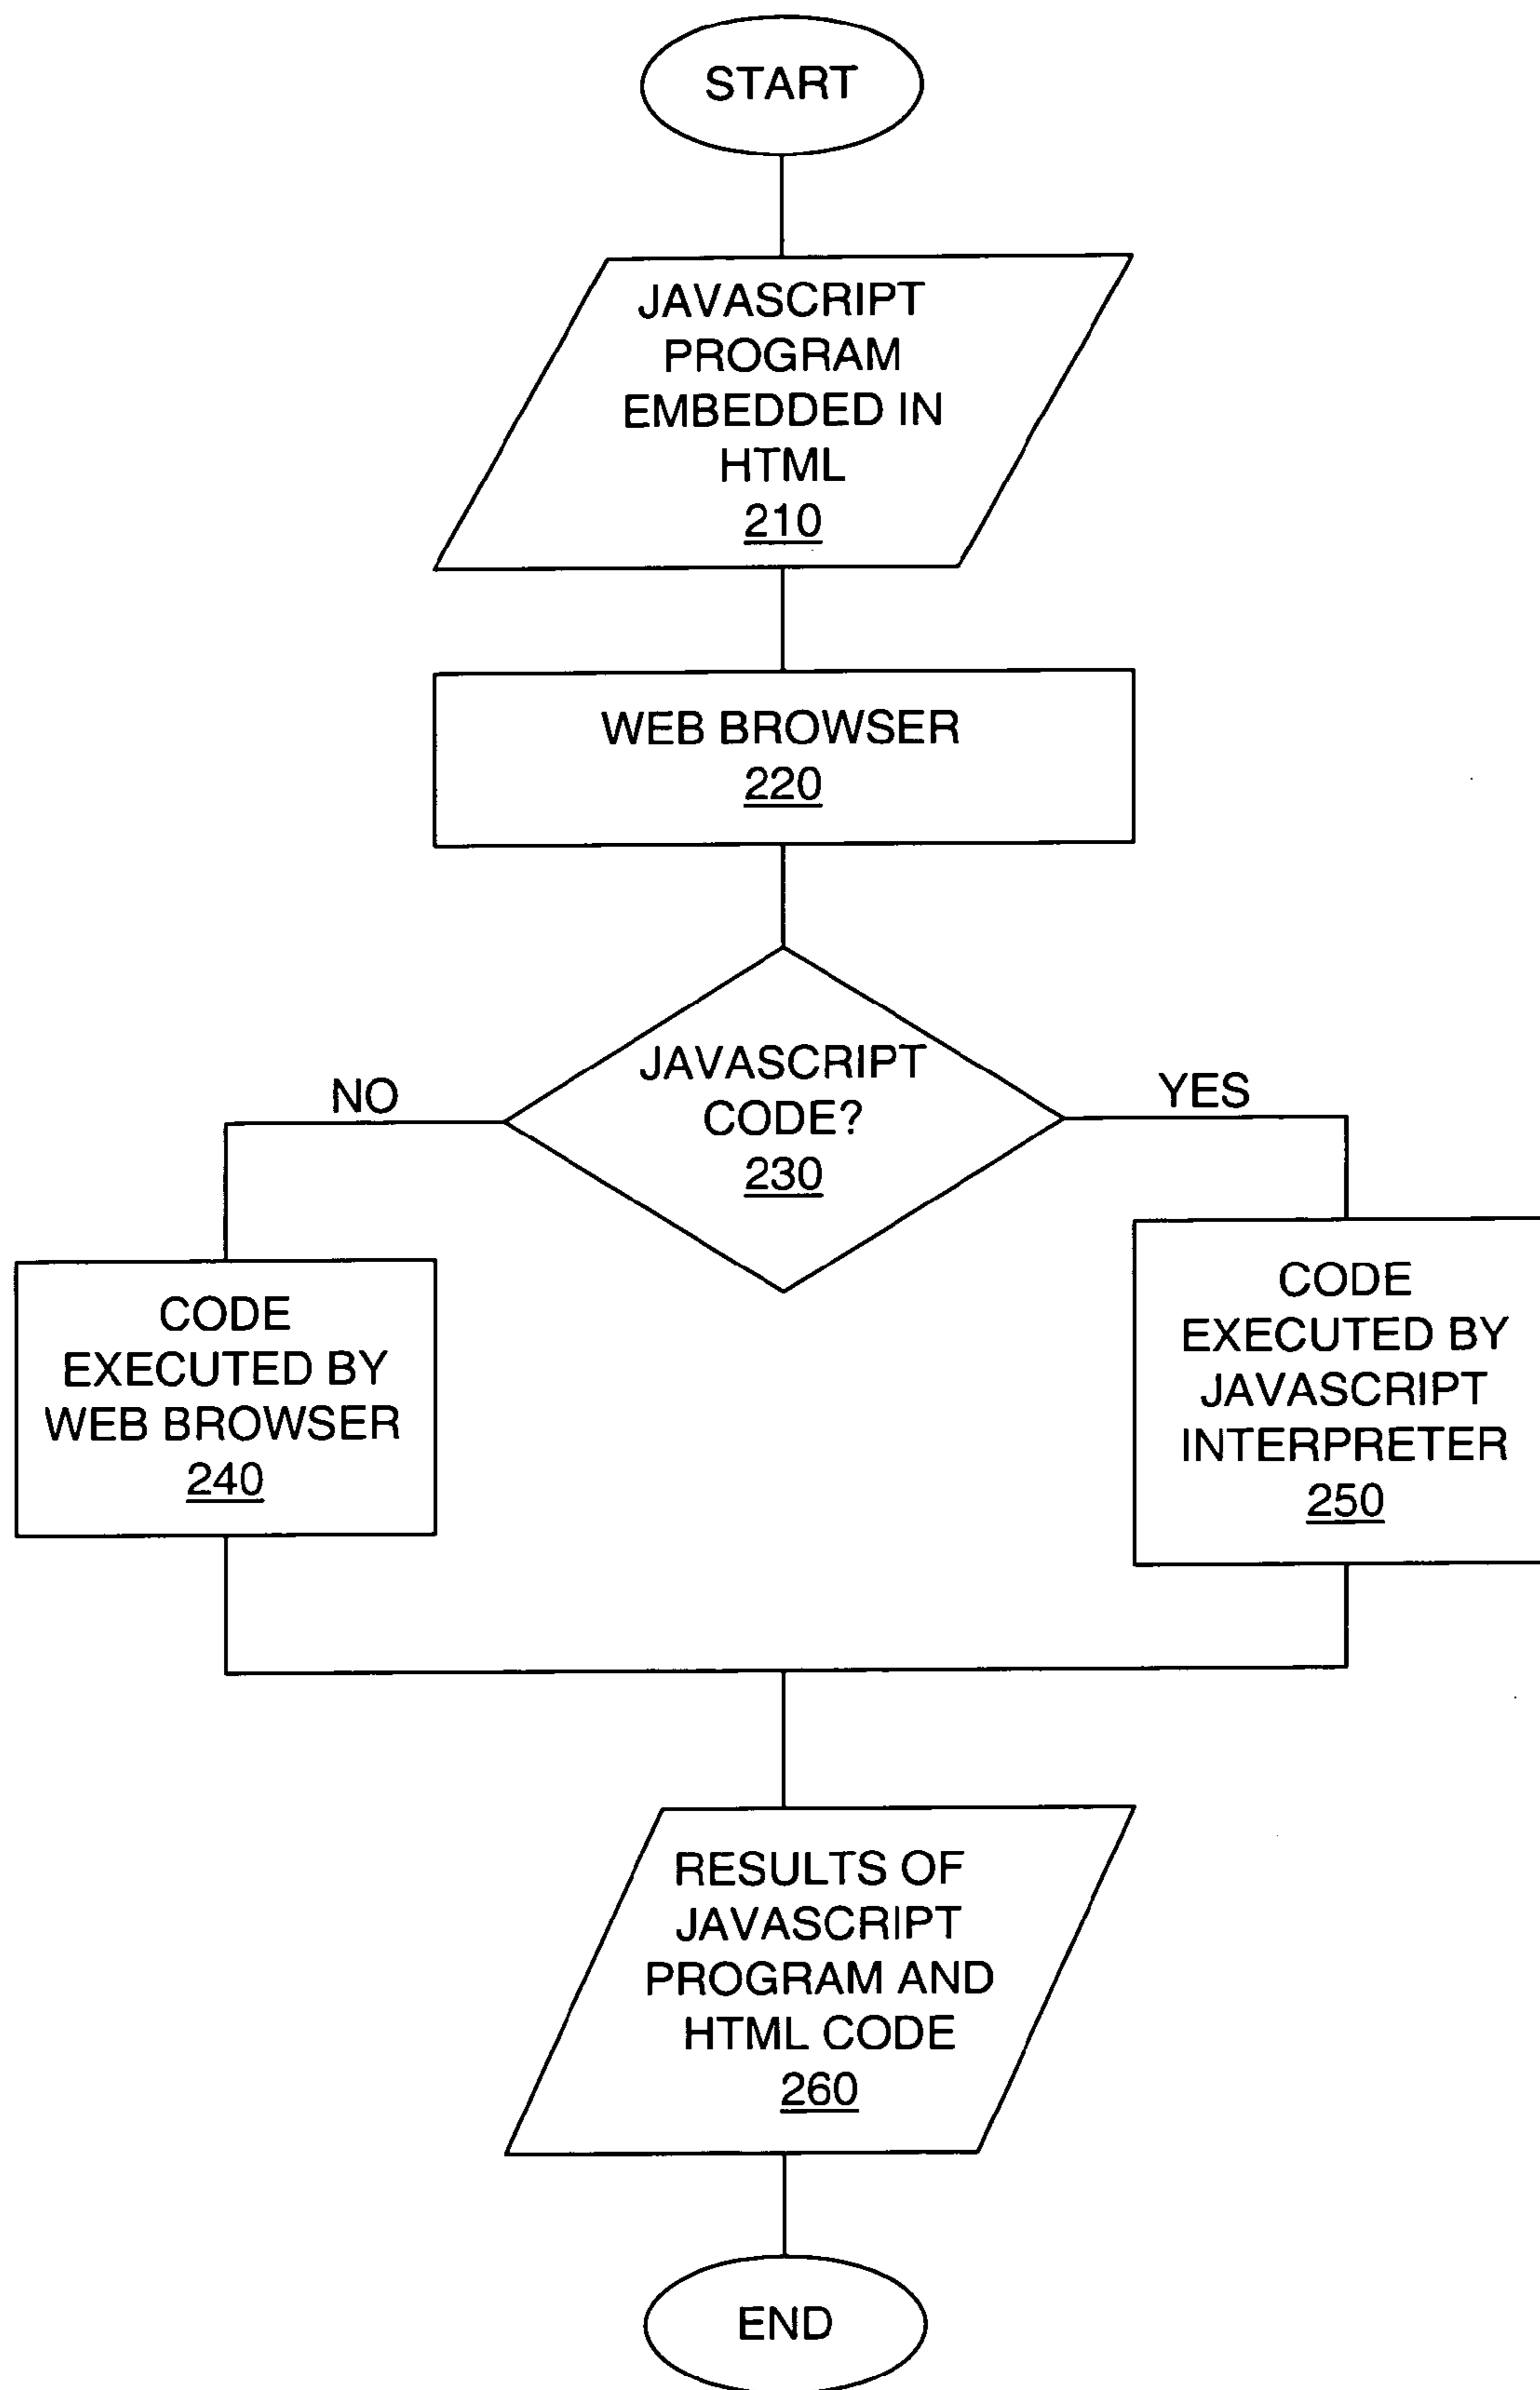 START
JAVASCRIPT
PROGRAM
EMBEDDED IN
HTML
210
WEB BROWSER
220
JAVASCRIPT
CODE?
230
NO
YES
CODE
EXECUTED BY
WEB BROWSER
240
CODE
EXECUTED BY
JAVASCRIPT
INTERPRETER
250
RESULTS OF
JAVASCRIPT
PROGRAM AND
HTML CODE
260
END